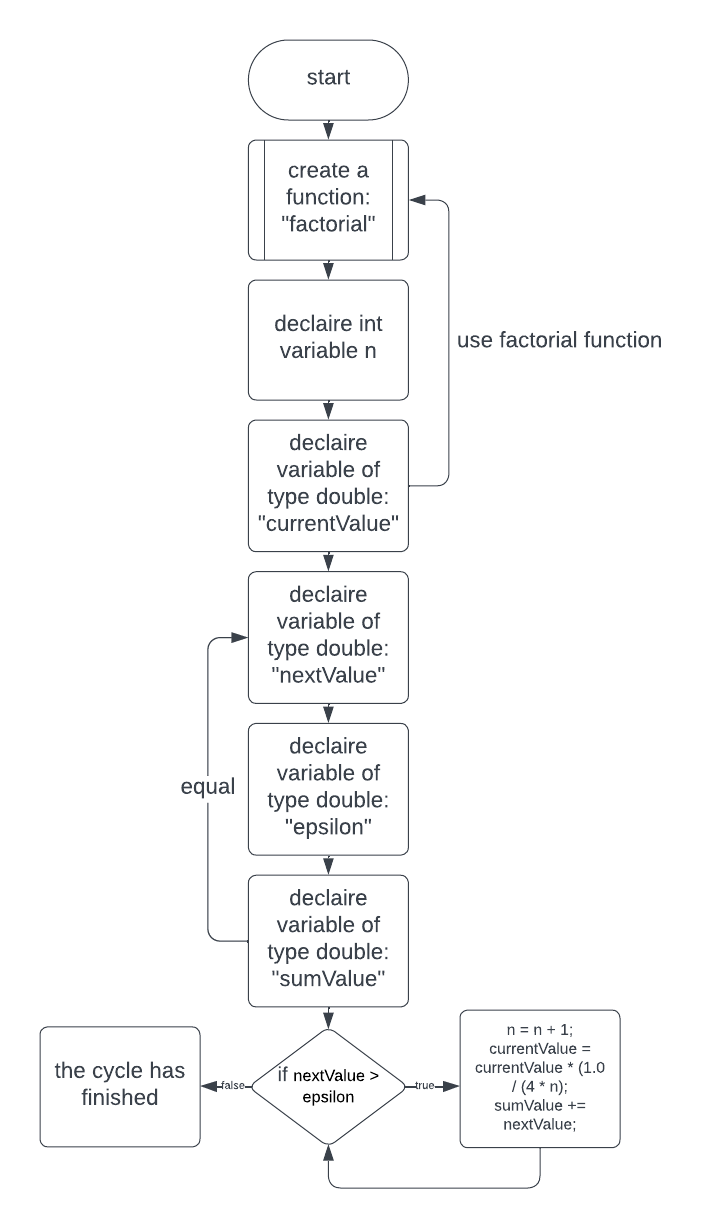 start
create a
function:
"factorial"
declaire int
variable n
use factorial function
declaire
variable of
type double:
"currentValue"
declaire
variable of
type double:
"nextValue"
declaire
variable of
type double:
"epsilon"
equal
declaire
variable of
type double:
"sumValue"
if nextValue >
epsilon
false
the cycle has
finished
true
n = n + 1;
currentValue =
currentValue * (1.0
/ (4 * n);
sumValue +=
nextValue;